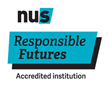 nus
Responsible
Futures
Accredited institution